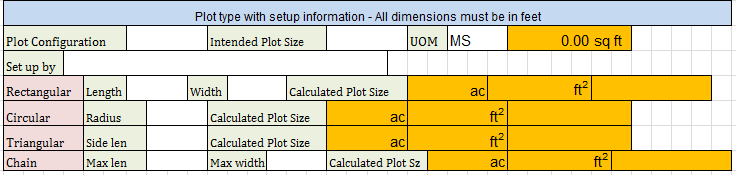 Plot type with setup information - All dimensions must be in feet
Plot Configuration Intended Plot Size UOM MS 0.00 sq ft
Set up by
Rectangular Length Width Calculated Plot Size ac ft²
Circular Radius Calculated Plot Size ac ft²
Triangular Side len Calculated Plot Size ac ft²
Chain Max len Max width Calculated Plot Sz ac ft²